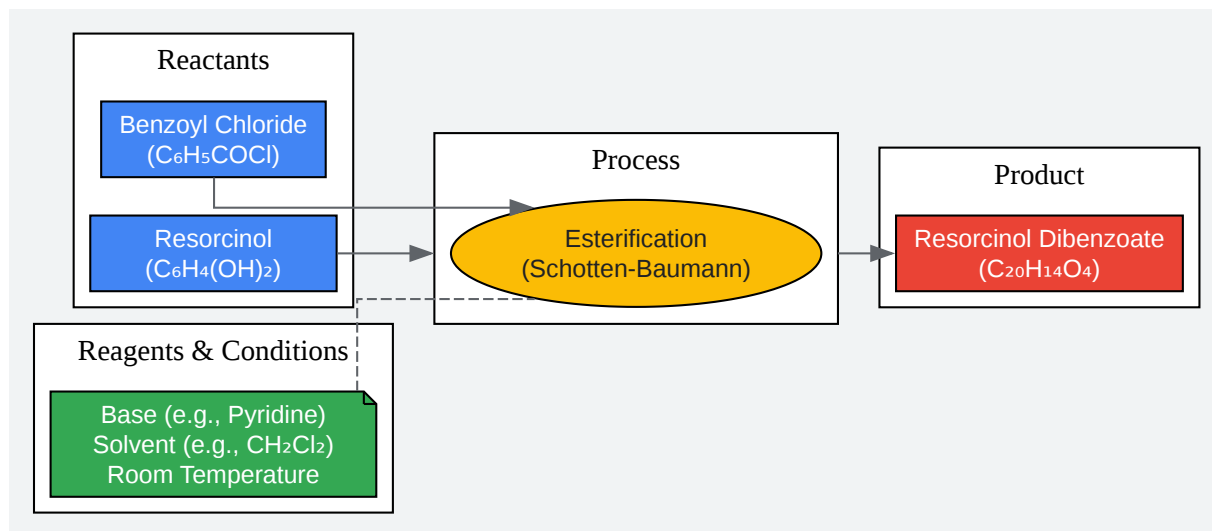 Reactants
Benzoyl Chloride
(C₆H₅COCl)
Resorcinol
(C₆H₄(OH)₂)
Process
Esterification
(Schotten-Baumann)
Product
Resorcinol Dibenzoate
(C₂₀H₁₄O₄)
Reagents & Conditions
Base (e.g., Pyridine)
Solvent (e.g., CH₂Cl₂)
Room Temperature